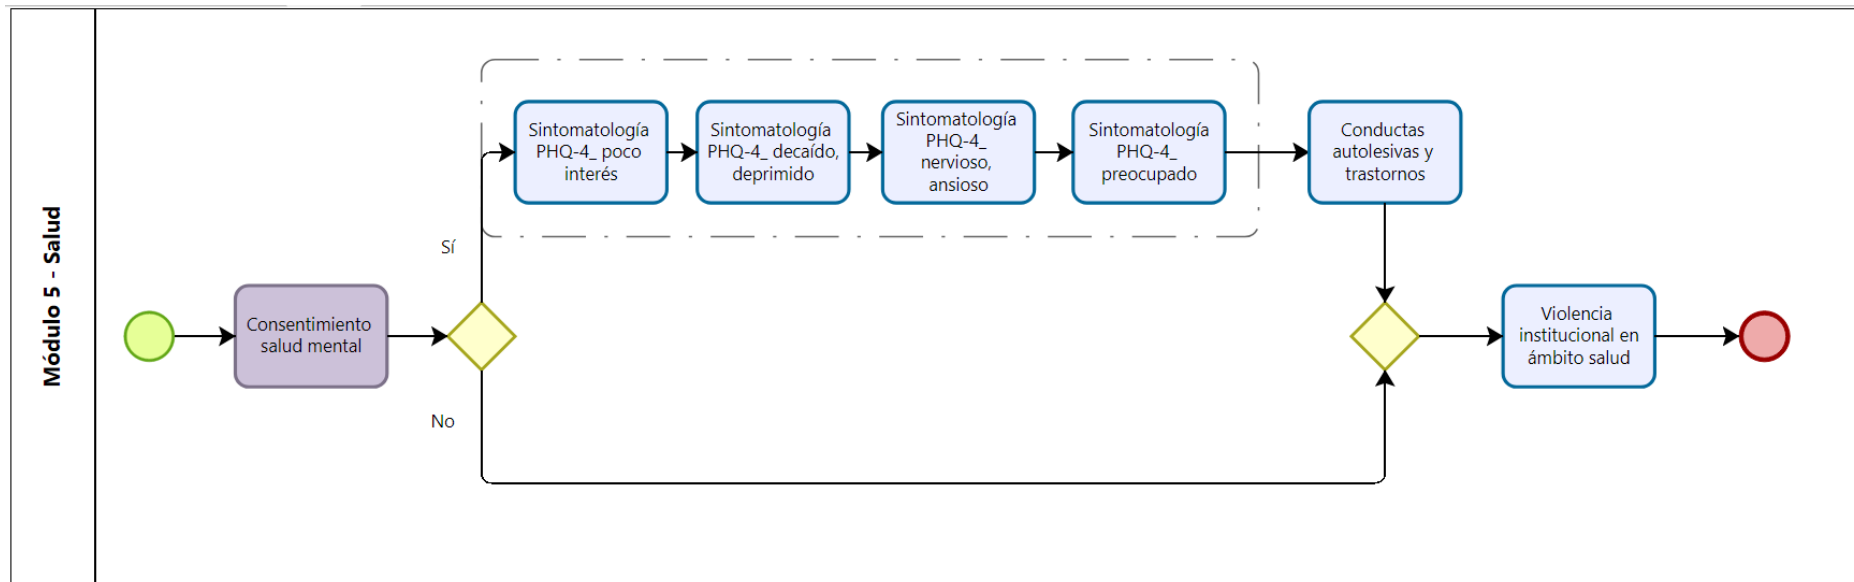 Módulo 5 - Salud
Consentimiento
salud mental
Sí
No
Sintomatología
PHQ-4_ poco
interés
Sintomatología
PHQ-4_ decaído,
deprimido
Sintomatología
PHQ-4_
nervioso,
ansioso
Sintomatología
PHQ-4_
preocupado
Conductas
autolesivas y
trastornos
Violencia
institucional en
ámbito salud